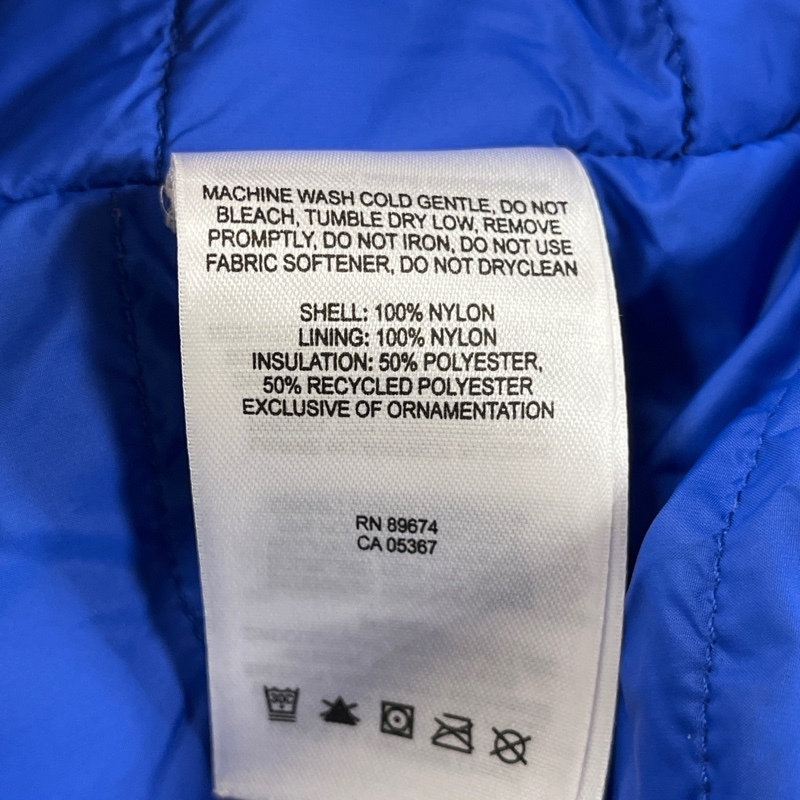 MACHINE WASH COLD GENTLE, DO NOT
BLEACH, TUMBLE DRY LOW, REMOVE
PROMPTLY, DO NOT IRON, DO NOT USE
FABRIC SOFTENER, DO NOT DRYCLEAN
SHELL: 100% NYLON
LINING: 100% NYLON
INSULATION: 50% POLYESTER,
50% RECYCLED POLYESTER
EXCLUSIVE OF ORNAMENTATION
RN 89674
CA 05367
30C